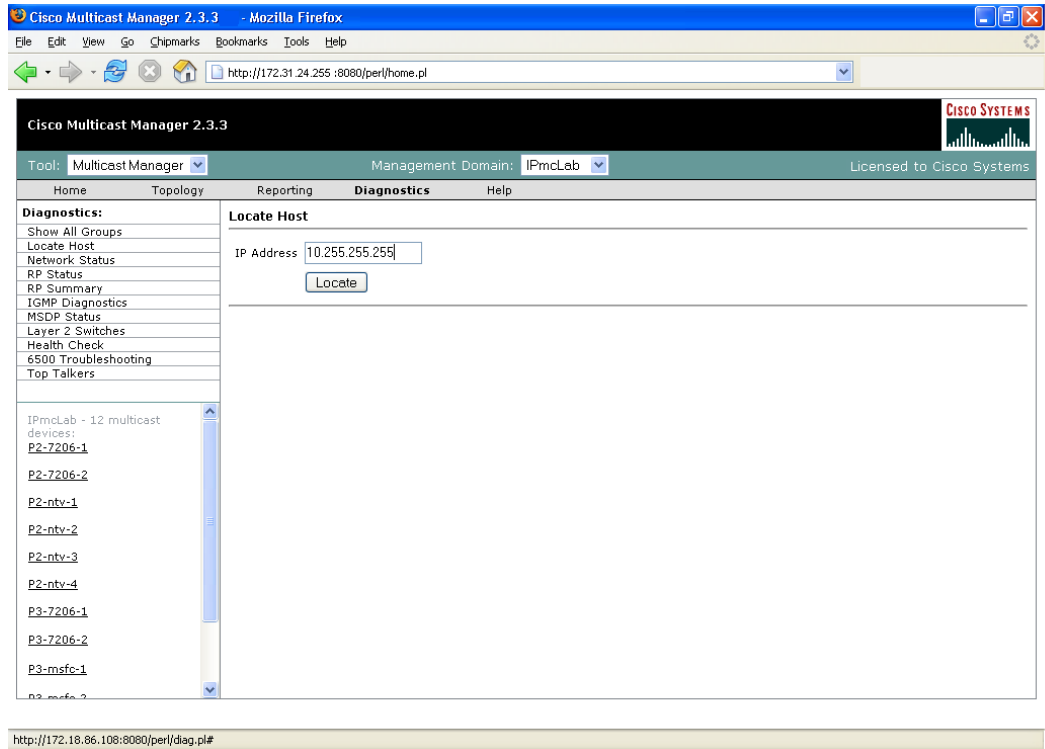 Cisco Multicast Manager 2.3.3 - Mozilla Firefox
File Edit View Go Chipmarks Bookmarks Tools Help
http://172.31.24.255 :8080/perl/home.pl
Cisco Multicast Manager 2.3.3
CISCO SYSTEMS
Tool: Multicast Manager Management Domain: IPmcLab Licensed to Cisco Systems
Home Topology Reporting Diagnostics Help
Diagnostics:
Show All Groups
Locate Host
Network Status
RP Status
RP Summary
IGMP Diagnostics
MSDP Status
Layer 2 Switches
Health Check
6500 Troubleshooting
Top Talkers
Locate Host
IP Address 10.255.255.255
Locate
IPmcLab - 12 multicast
devices:
P2-7206-1
P2-7206-2
P2-ntv-1
P2-ntv-2
P2-ntv-3
P2-ntv-4
P3-7206-1
P3-7206-2
P3-msfc-1
http://172.18.86.108:8080/perl/diag.pl#